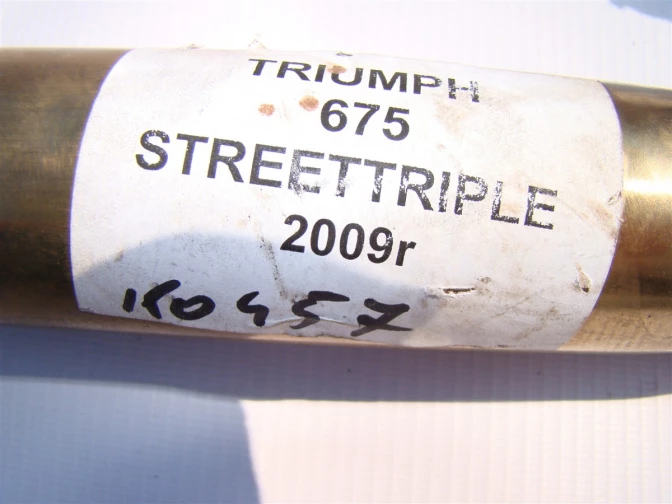 TRIUMPH
675
STREETTRIPLE
2009r
K0457